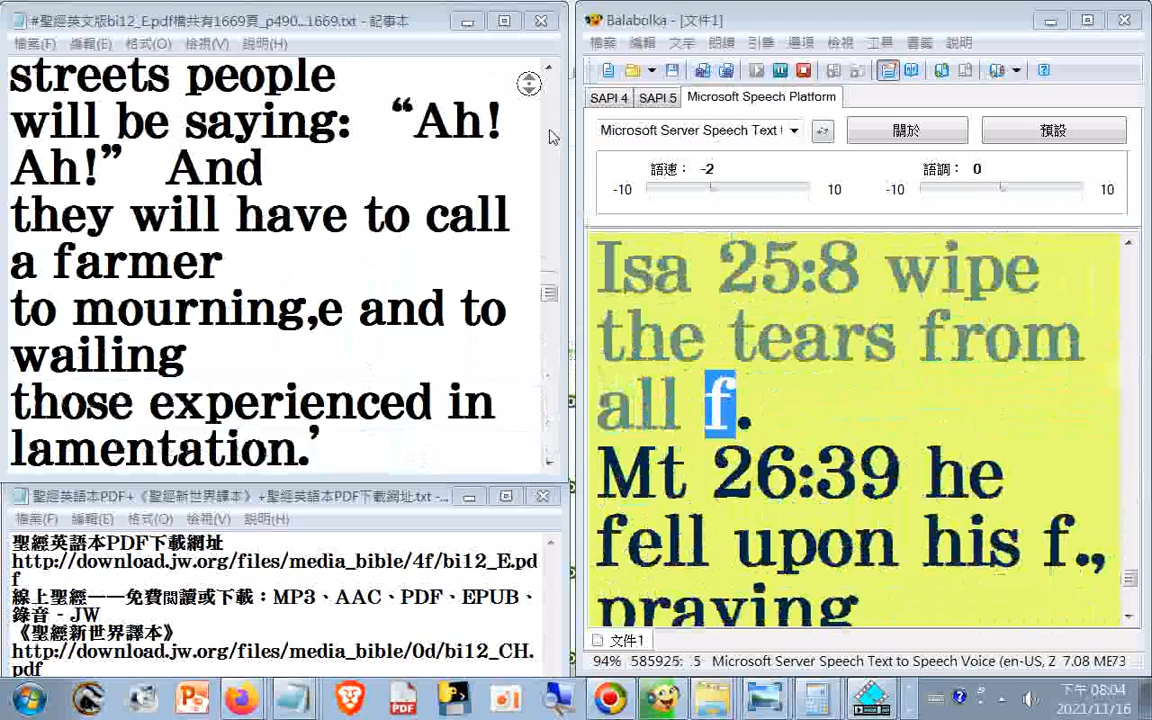 #聖經英文版bi12_E.pdf橫共有1669頁_p490...1669.txt - 記事本
檔案(F) 編輯(E) 格式(O) 檢視(V) 說明(H)
streets people
will be saying: “Ah!
Ah!” And
they will have to call
a farmer
to mourning,e and to
wailing
those experienced in
lamentation.’
聖經英語本PDF+《聖經新世界譯本》+聖經英語本PDF下載網址.txt -...
檔案(F) 編輯(E) 格式(O) 檢視(V) 說明(H)
聖經英語本PDF下載網址
http://download.jw.org/files/media_bible/4f/bi12_E.pd
f
線上聖經——免費閱讀或下載：MP3、AAC、PDF、EPUB、
錄音 - JW
《聖經新世界譯本》
http://download.jw.org/files/media_bible/0d/bi12_CH.
pdf
Balabolka - [文件1]
檔案 編輯 文字 朗讀 引擎 選項 檢視 工具 書籤 說明
SAPI 4 SAPI 5 Microsoft Speech Platform
Microsoft Server Speech Text 關於 預設
語速： -2 語調： 0
-10 10 -10 10
Isa 25:8 wipe
the tears from
all f.
Mt 26:39 he
fell upon his f.,
praying
文件1
94% 585925: 5 Microsoft Server Speech Text to Speech Voice (en-US, Z 7.08 ME73
下午 08:04
2021/11/16